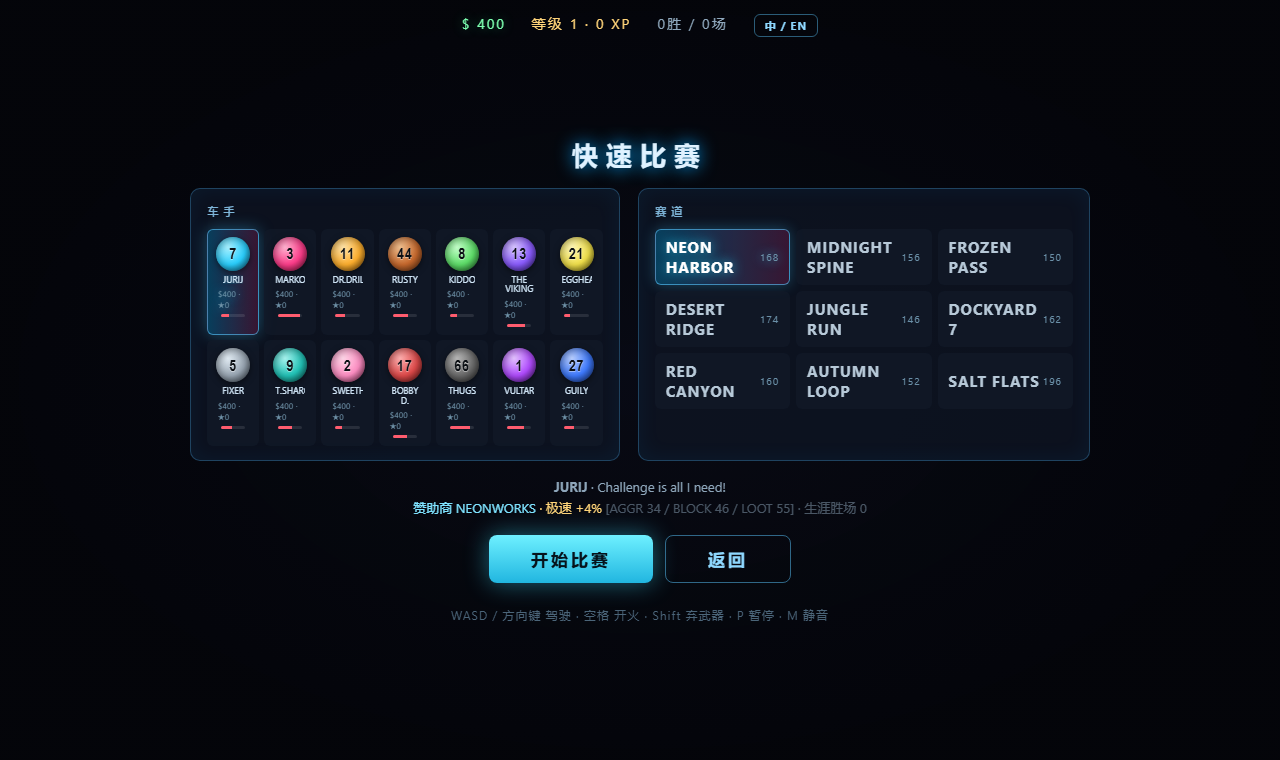 $ 400 等级 1 · 0 XP 0胜 / 0场 中 / EN
快速比赛
车手
7 3 11 44 8 13 21
JURIJ MARKO DR.DRIL RUSTY KIDDO THE VIKING EGGHEA
$400 · ★0 $400 · ★0 $400 · ★0 $400 · ★0 $400 · ★0 $400 · ★0 $400 · ★0
5 9 2 17 66 1 27
FIXER T.SHAR SWEETH BOBBY D. THUGS VULTAR GUILY
$400 · ★0 $400 · ★0 $400 · ★0 $400 · ★0 $400 · ★0 $400 · ★0 $400 · ★0
赛道
NEON HARBOR 168 MIDNIGHT SPINE 156 FROZEN PASS 150
DESERT RIDGE 174 JUNGLE RUN 146 DOCKYARD 7 162
RED CANYON 160 AUTUMN LOOP 152 SALT FLATS 196
JURIJ · Challenge is all I need!
赞助商 NEONWORKS · 极速 +4% [AGGR 34 / BLOCK 46 / LOOT 55] · 生涯胜场 0
开始比赛 返回
WASD / 方向键 驾驶 · 空格 开火 · Shift 弃武器 · P 暂停 · M 静音